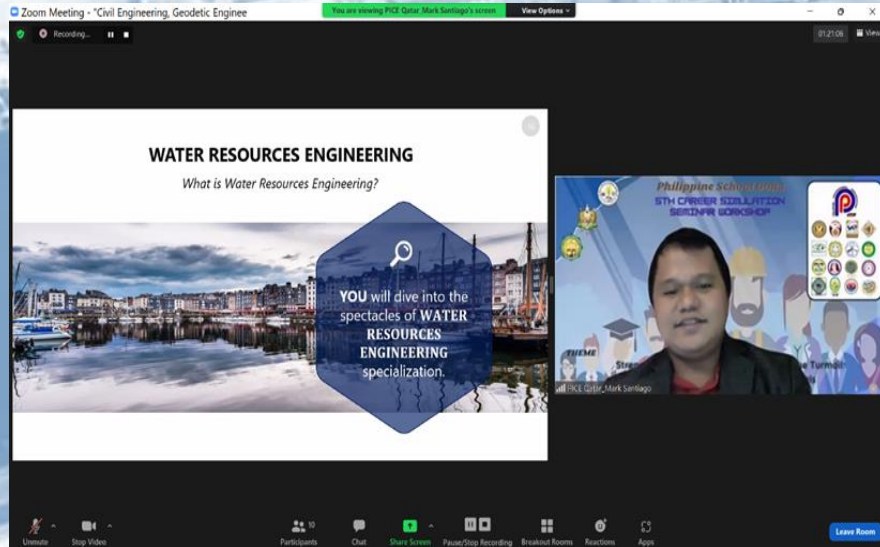 Zoom Meeting - "Civil Engineering, Geodetic Enginee
You are viewing PICE Qatar_Mark Santiago's screen
View Options
Recording...
01:21:06
View
WATER RESOURCES ENGINEERING
What is Water Resources Engineering?
YOU will dive into the
spectacles of WATER
RESOURCES
ENGINEERING
specialization.
Philippine School Doha
5TH CAREER SIMULATION
SEMINAR WORKSHOP
THEME
Stren
e Turmoil
PICE Qatar_Mark Santiago
Unmute
Stop Video
10
Participants
Chat
Share Screen
Pause/Stop Recording
Breakout Rooms
Reactions
Apps
Leave Room